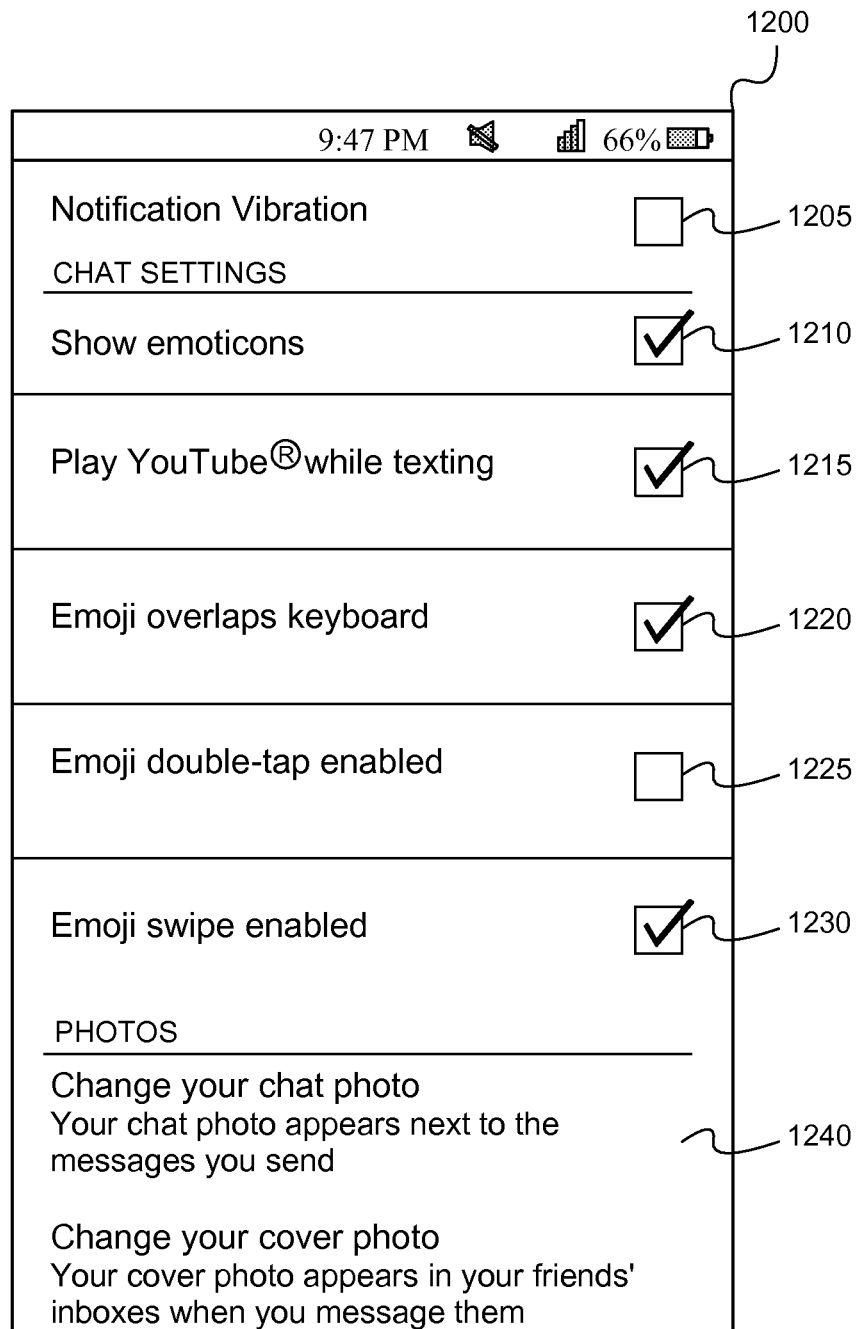 1200
9:47 PM 66%
Notification Vibration 1205
CHAT SETTINGS
Show emoticons 1210
Play YouTube® while texting 1215
Emoji overlaps keyboard 1220
Emoji double-tap enabled 1225
Emoji swipe enabled 1230
PHOTOS
Change your chat photo
Your chat photo appears next to the 1240
messages you send
Change your cover photo
Your cover photo appears in your friends'
inboxes when you message them